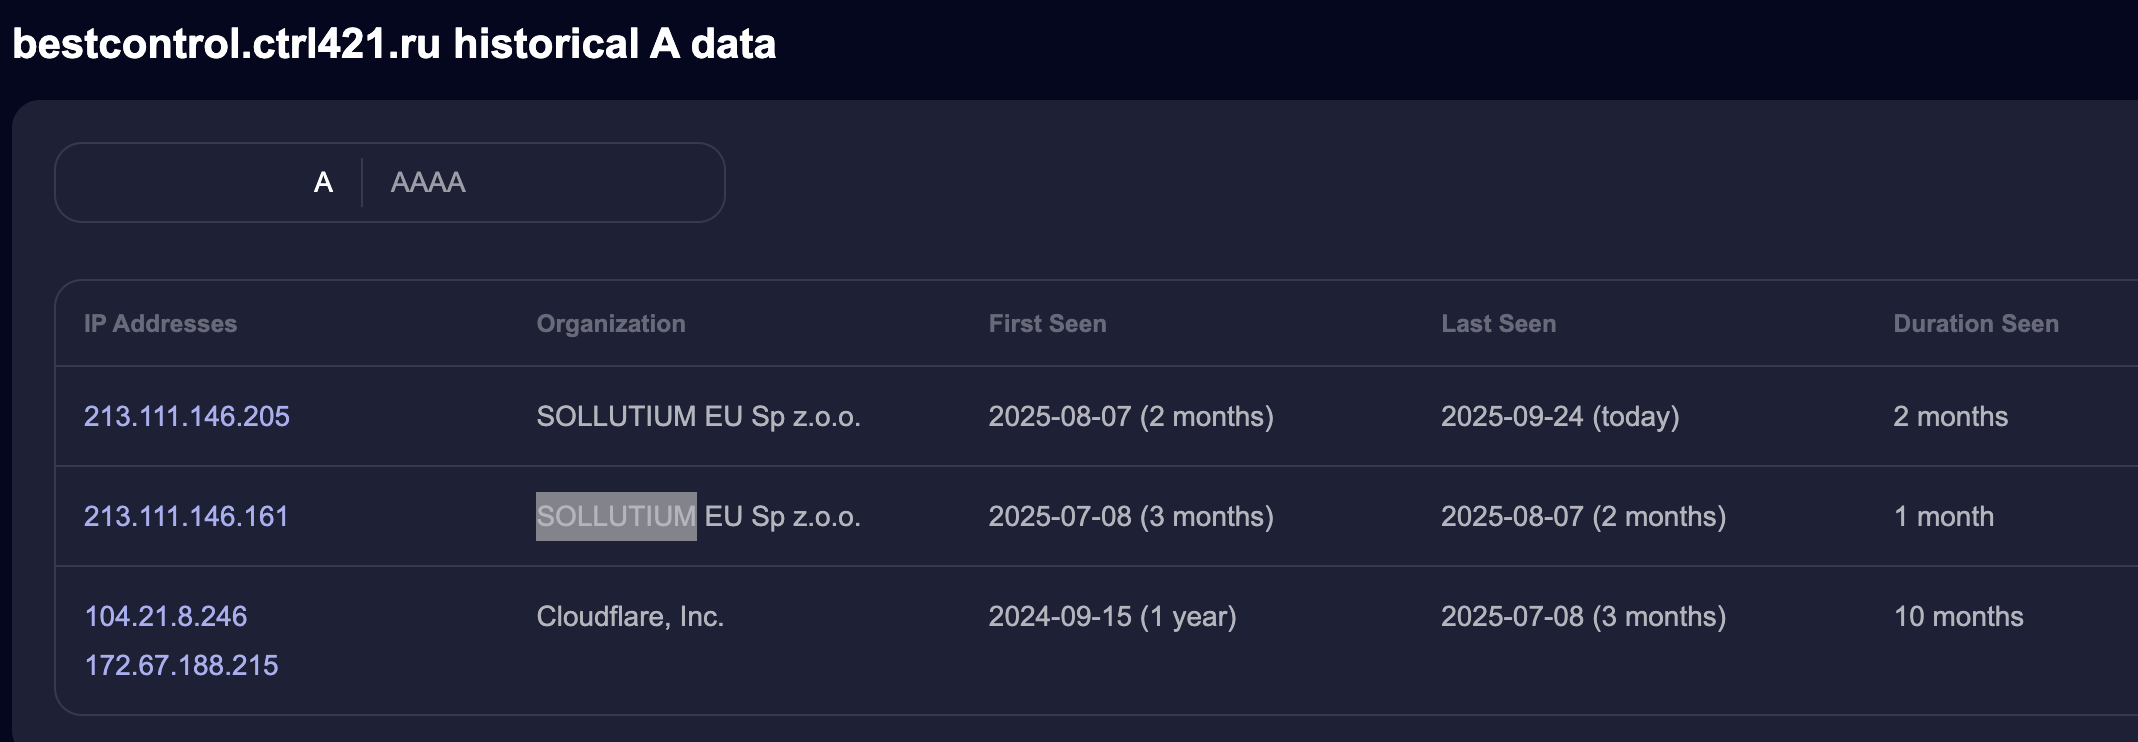 bestcontrol.ctrl421.ru historical A data
A AAAA
IP Addresses Organization First Seen Last Seen Duration Seen
213.111.146.205 SOLLUTIUM EU Sp z.o.o. 2025-08-07 (2 months) 2025-09-24 (today) 2 months
213.111.146.161 SOLLUTIUM EU Sp z.o.o. 2025-07-08 (3 months) 2025-08-07 (2 months) 1 month
104.21.8.246 Cloudflare, Inc. 2024-09-15 (1 year) 2025-07-08 (3 months) 10 months
172.67.188.215